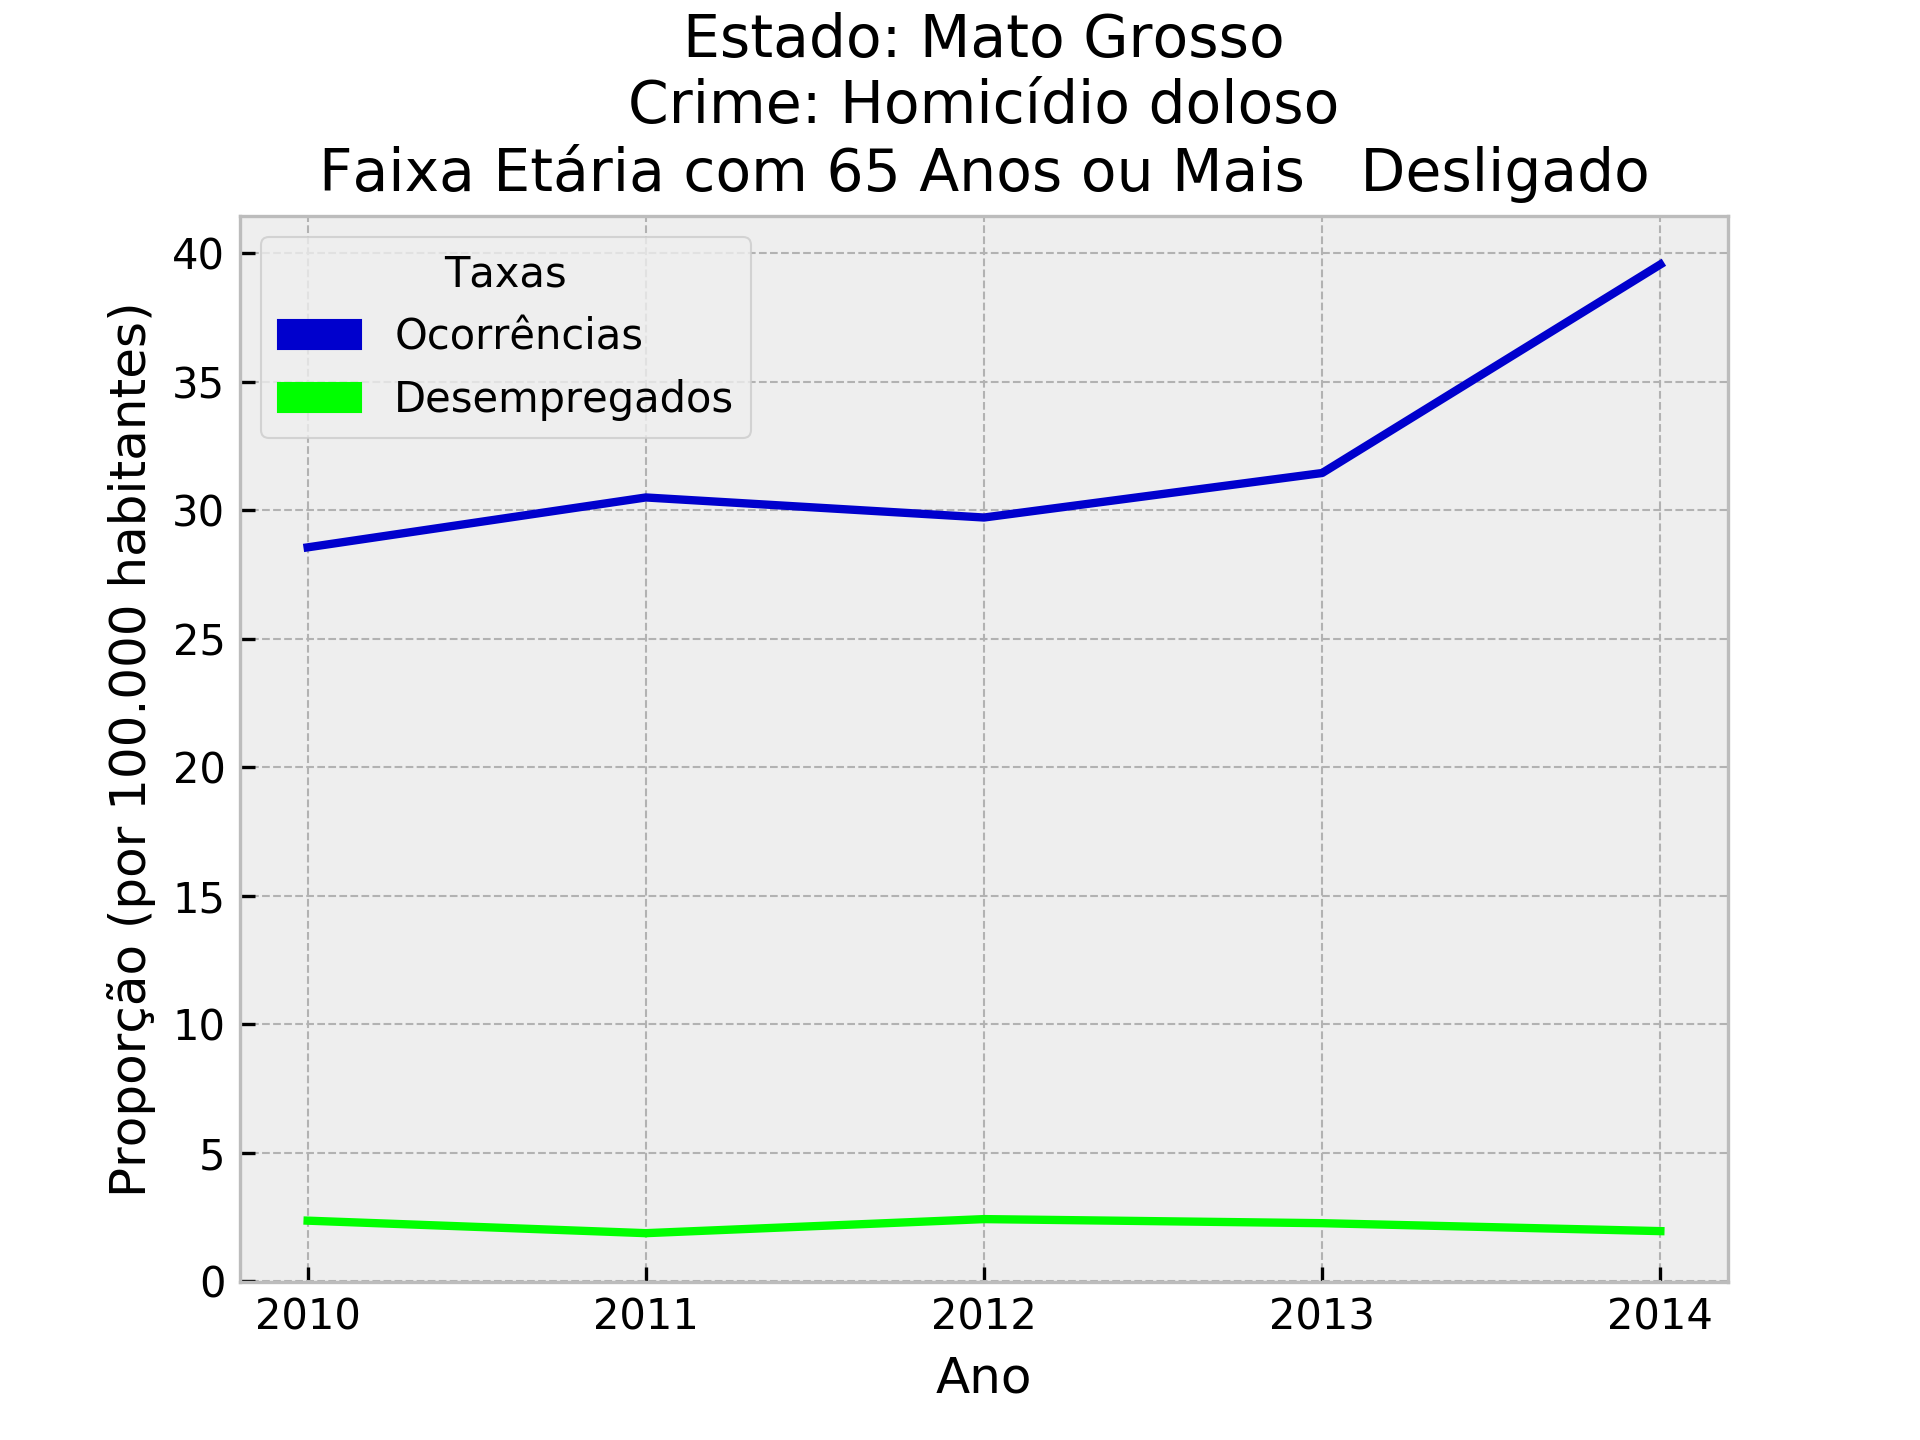 Estado: Mato Grosso
Crime: Homicídio doloso
Faixa Etária com 65 Anos ou Mais   Desligado
Proporção (por 100.000 habitantes)
40
35
30
25
20
15
10
5
0
Taxas
Ocorrências
Desempregados
2010 2011 2012 2013 2014
Ano